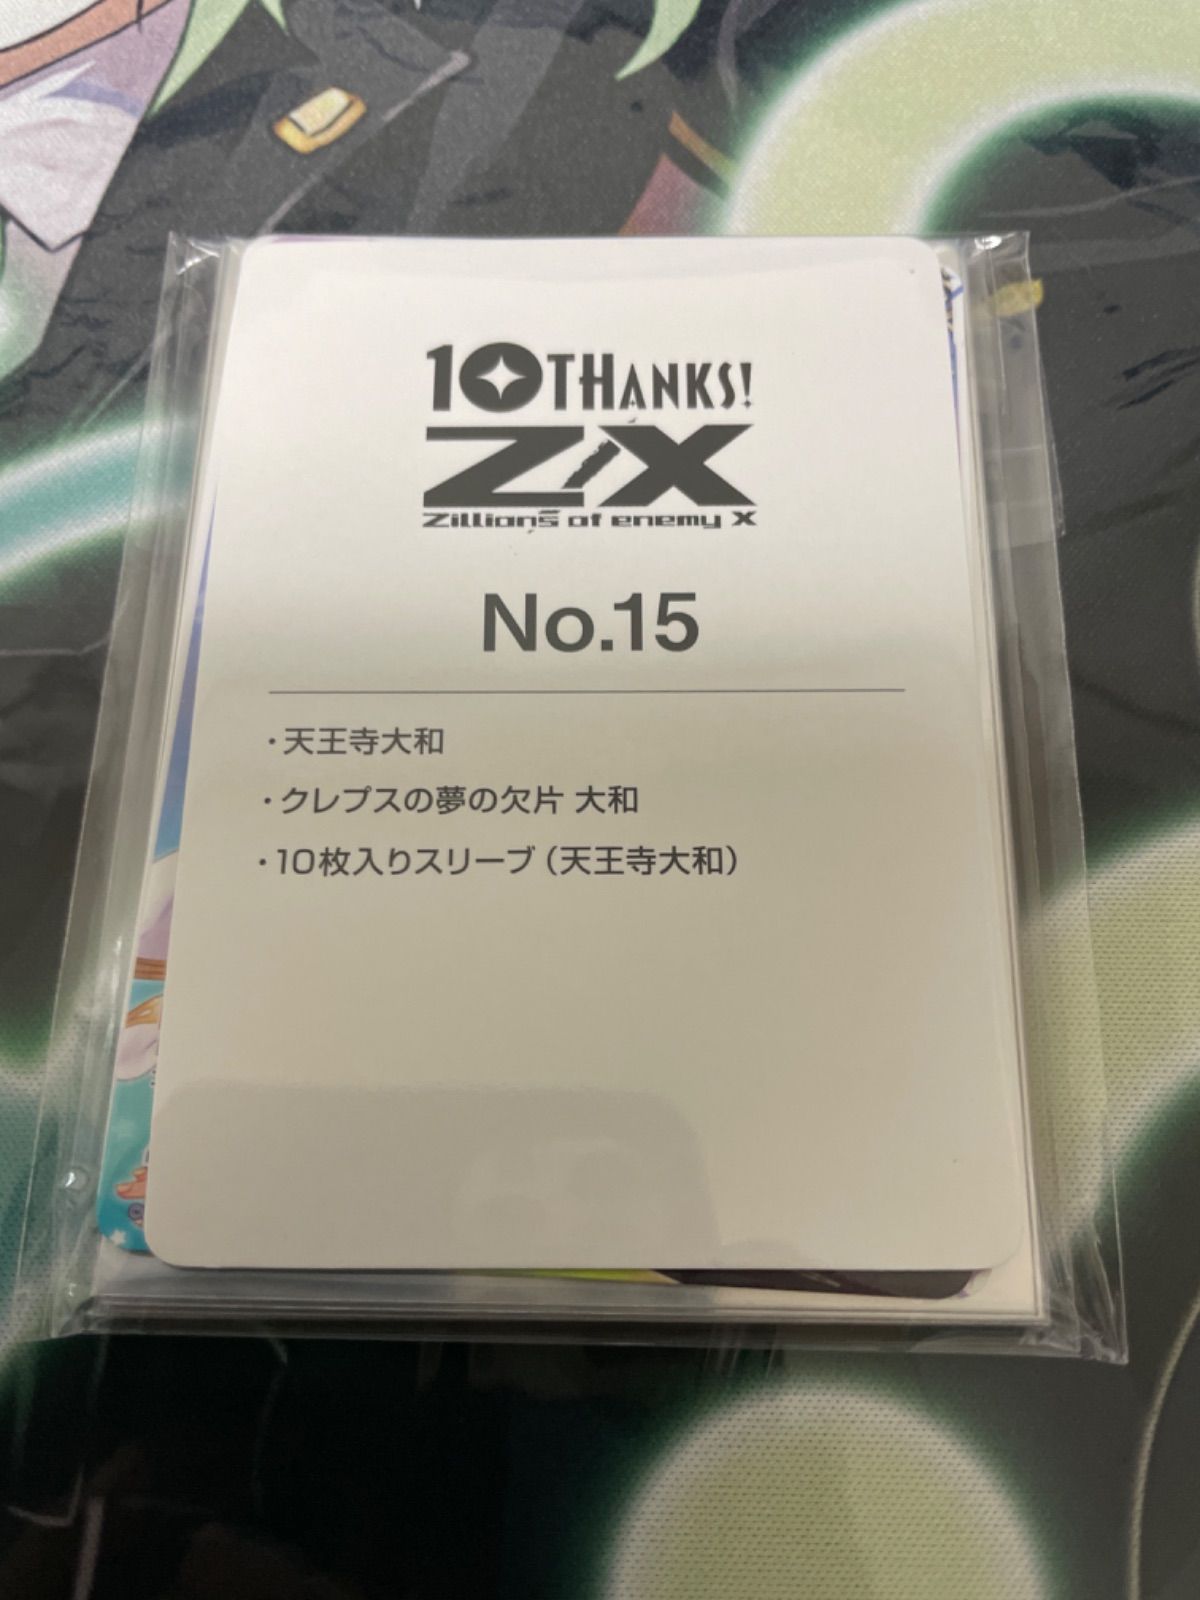 10THANKS!
Z/X
Zillions of enemy X
No.15
・天王寺大和
・クレプスの夢の欠片 大和
・10枚入りスリーブ（天王寺大和）